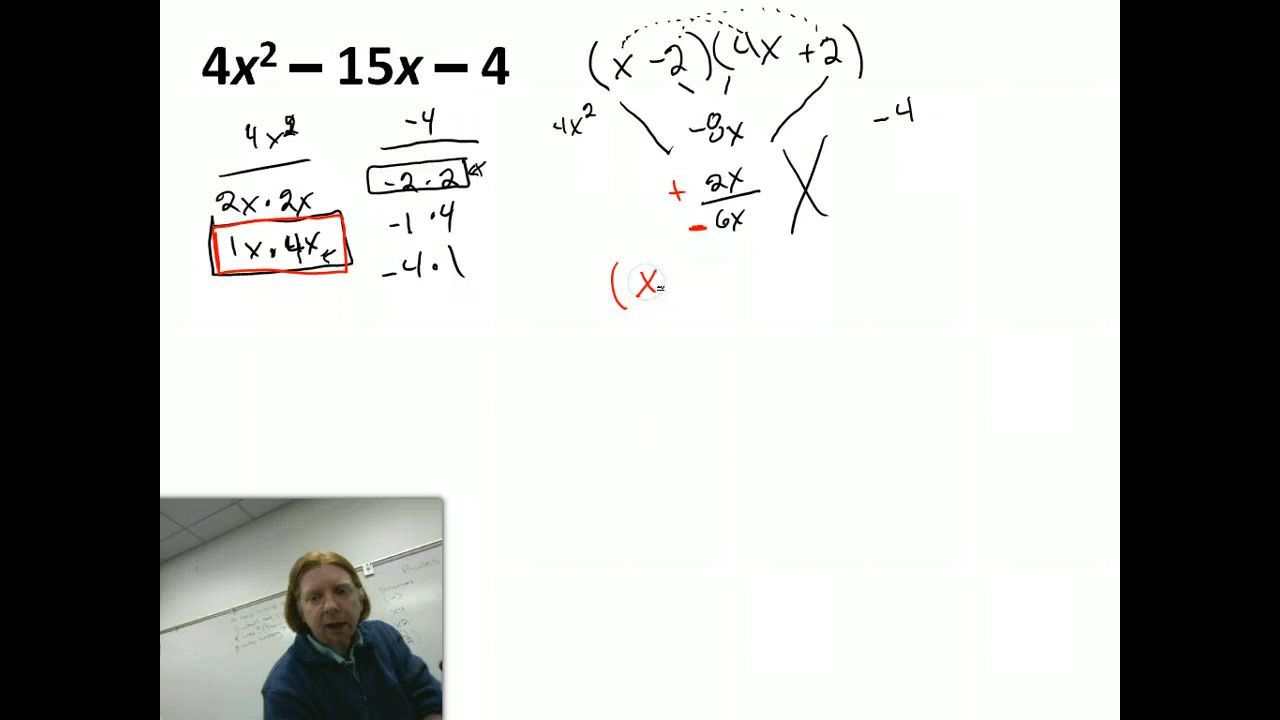 4x² – 15x – 4
(x -2)(4x +2)
4x²
-4
4x²
-8x
-4
2x·2x
-2·2
+ 2x
1x·4x
-1·4
- 6x
-4·1
(x